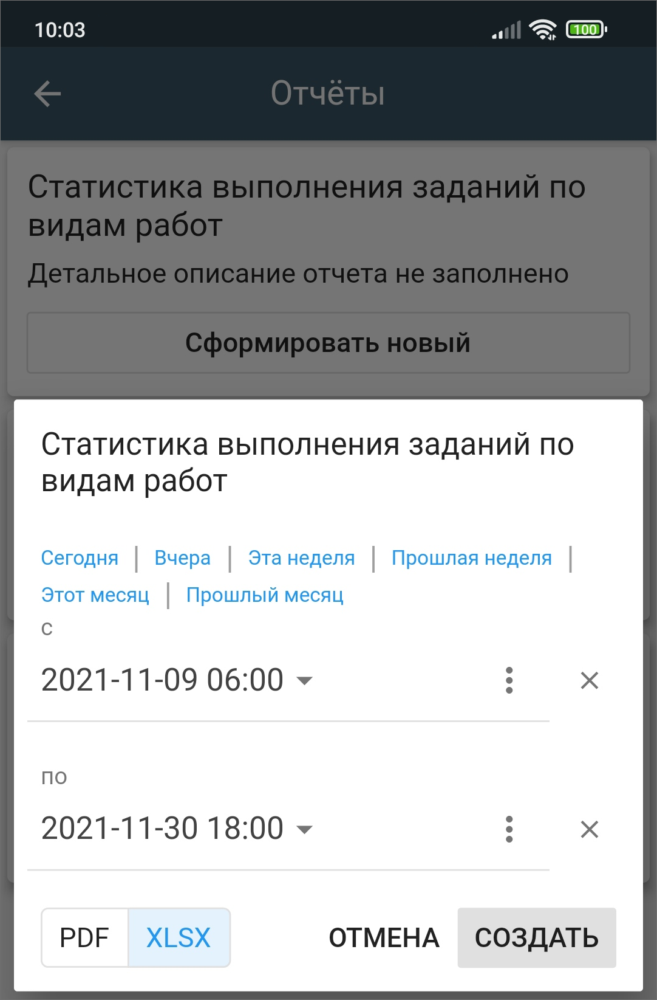 10:03
100
Отчёты
Статистика выполнения заданий по
видам работ
Детальное описание отчета не заполнено
Сформировать новый
Статистика выполнения заданий по
видам работ
Сегодня | Вчера | Эта неделя | Прошлая неделя |
Этот месяц | Прошлый месяц
с
2021-11-09 06:00
по
2021-11-30 18:00
PDF XLSX ОТМЕНА СОЗДАТЬ